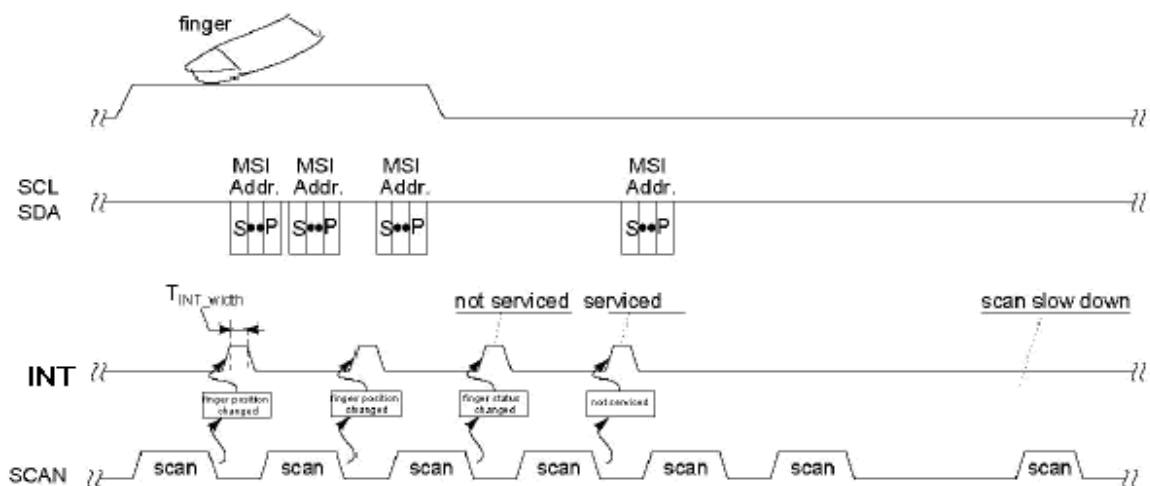 finger
MSI MSI MSI MSI
Addr. Addr. Addr. Addr.
SCL
SDA
S••P S••P S••P S••P
TINT_width
not serviced serviced scan slow down
INT
finger position changed
finger position changed
finger status changed
not serviced
SCAN
scan scan scan scan scan scan scan